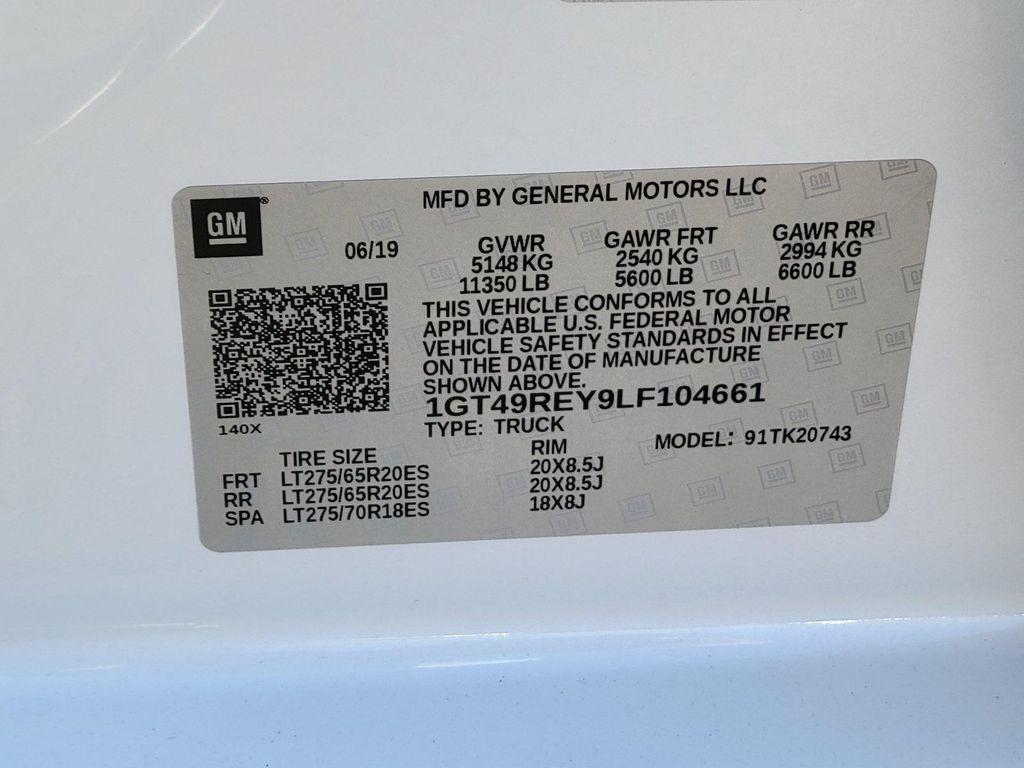 MFD BY GENERAL MOTORS LLC
GM®
06/19
GVWR GAWR FRT GAWR RR
5148 KG 2540 KG 2994 KG
11350 LB 5600 LB 6600 LB
THIS VEHICLE CONFORMS TO ALL
APPLICABLE U.S. FEDERAL MOTOR
VEHICLE SAFETY STANDARDS IN EFFECT
ON THE DATE OF MANUFACTURE
SHOWN ABOVE.
1GT49REY9LF104661
140X
TYPE: TRUCK MODEL: 91TK20743
TIRE SIZE RIM
FRT LT275/65R20ES 20X8.5J
RR LT275/65R20ES 20X8.5J
SPA LT275/70R18ES 18X8J